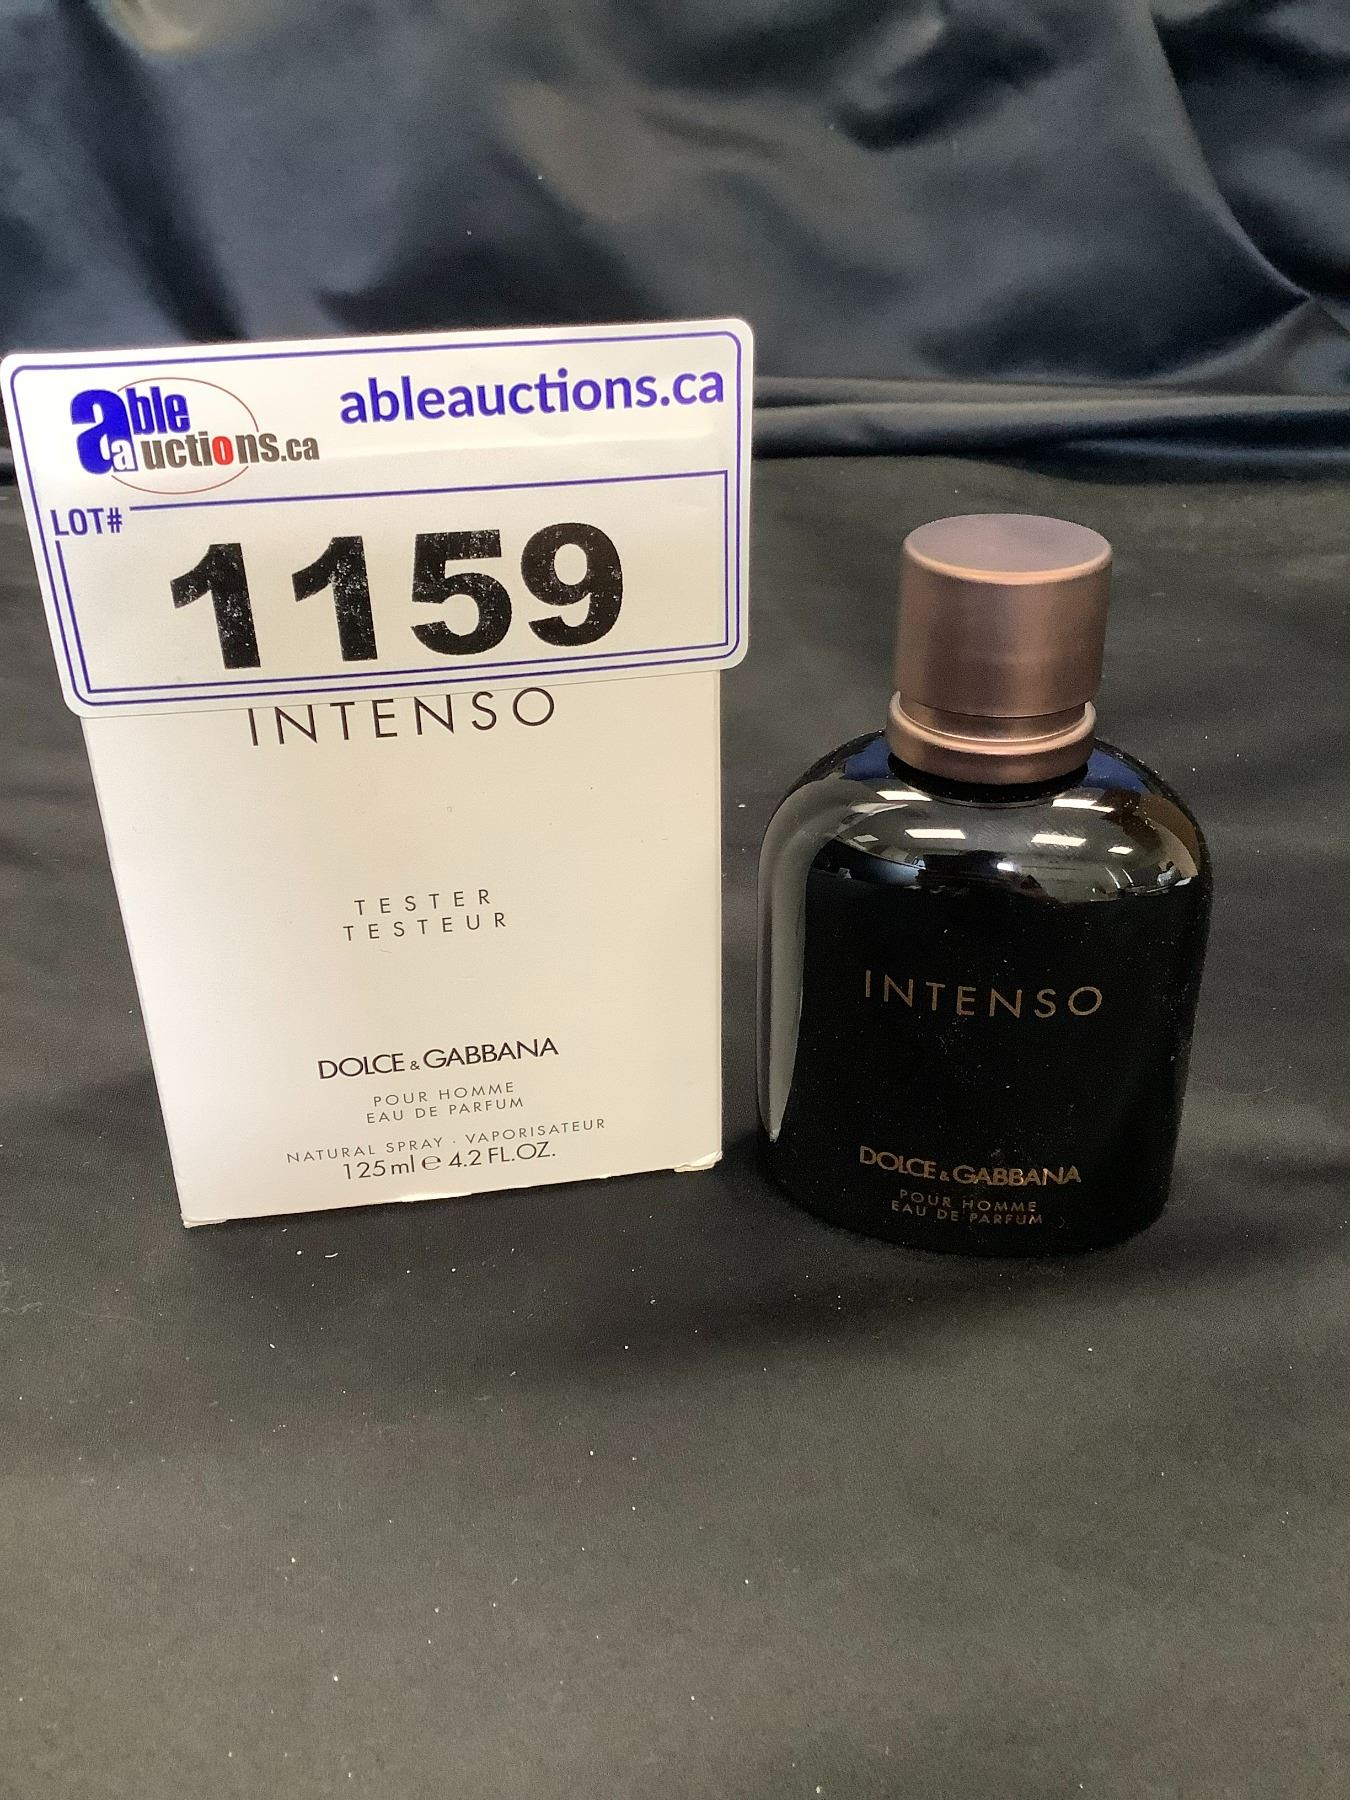 able auctions.ca
ableauctions.ca
LOT#
1159
INTENSO
TESTER
TESTEUR
DOLCE & GABBANA
POUR HOMME
EAU DE PARFUM
NATURAL SPRAY · VAPORISATEUR
125ml e 4.2 FL.OZ.
INTENSO
DOLCE & GABBANA
POUR HOMME
EAU DE PARFUM